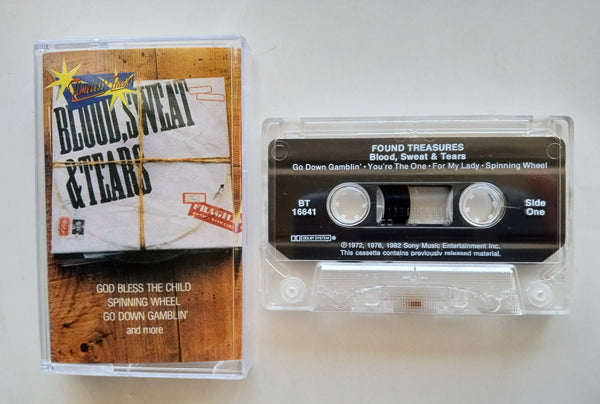 BLOOD, SWEAT
& TEARS
FRAGILE
GOD BLESS THE CHILD
SPINNING WHEEL
GO DOWN GAMBLIN'
and more
FOUND TREASURES
Blood, Sweat & Tears
Go Down Gamblin' • You're The One • For My Lady • Spinning Wheel
BT
16641
Side
One
DOLBY SYSTEM
℗1972, 1976, 1982 Sony Music Entertainment Inc.
This cassette contains previously released material.